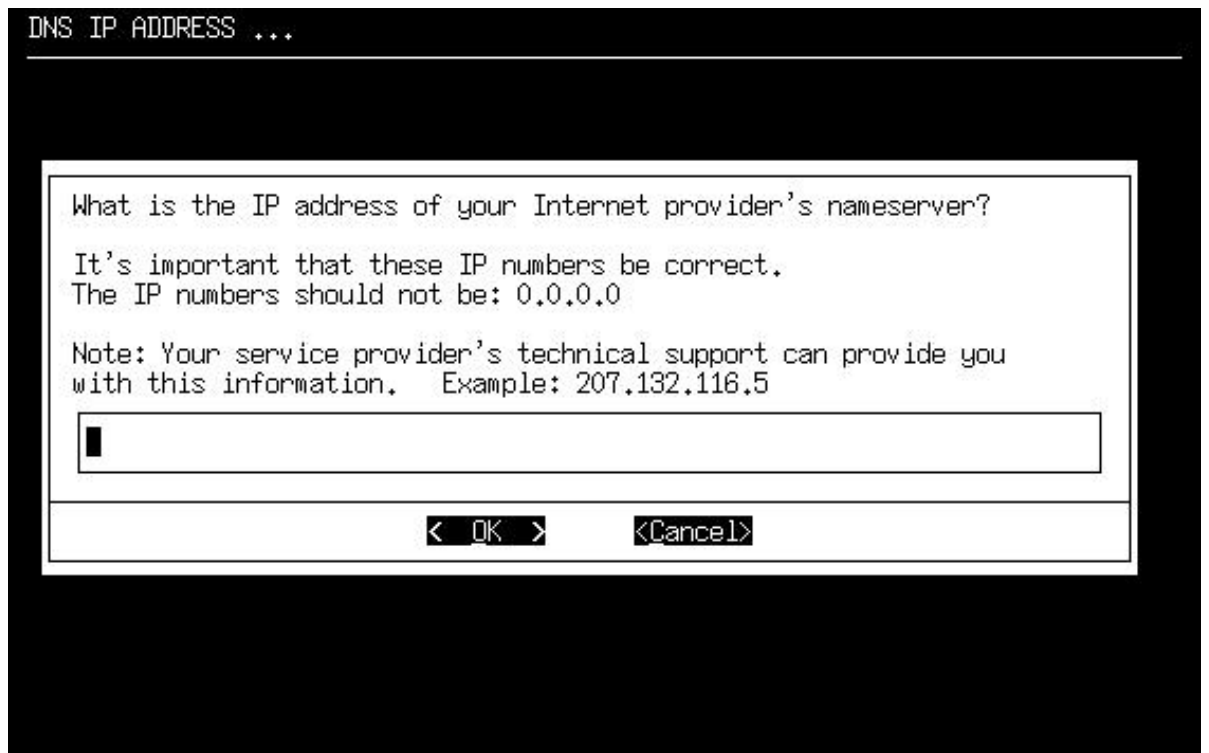 DNS IP ADDRESS ...
What is the IP address of your Internet provider's nameserver?
It's important that these IP numbers be correct.
The IP numbers should not be: 0.0.0.0
Note: Your service provider's technical support can provide you
with this information.  Example: 207.132.116.5
<  OK  >  <Cancel>